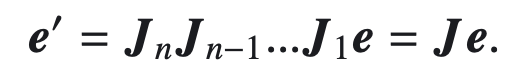 e′ = JₙJₙ₋₁...J₁e = Je.